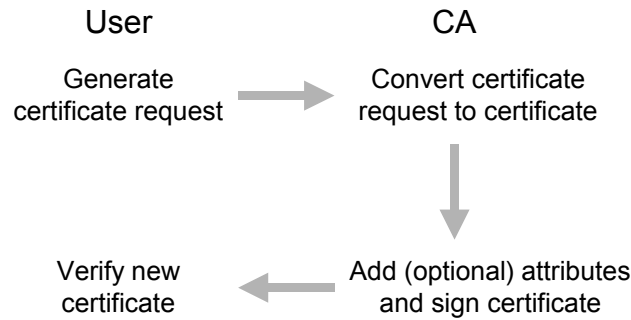 User
CA
Generate
certificate request
Convert certificate
request to certificate
Verify new
certificate
Add (optional) attributes
and sign certificate